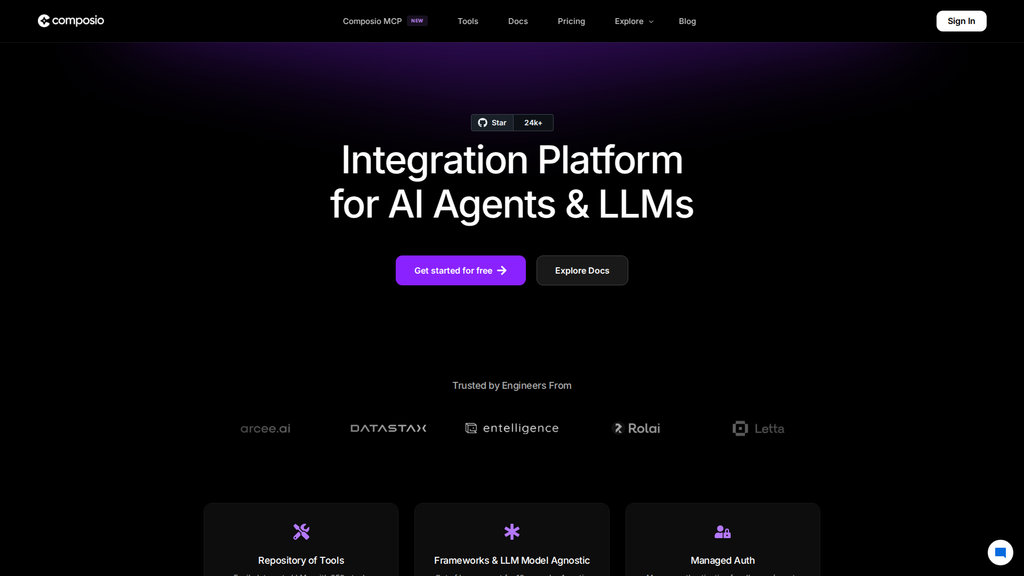 composio
Composio MCP NEW
Tools
Docs
Pricing
Explore
Blog
Sign In
Star 24k+
Integration Platform
for AI Agents & LLMs
Get started for free
Explore Docs
Trusted by Engineers From
arcee.ai
DATASTAX
entelligence
Rolai
Letta
Repository of Tools
Frameworks & LLM Model Agnostic
Managed Auth